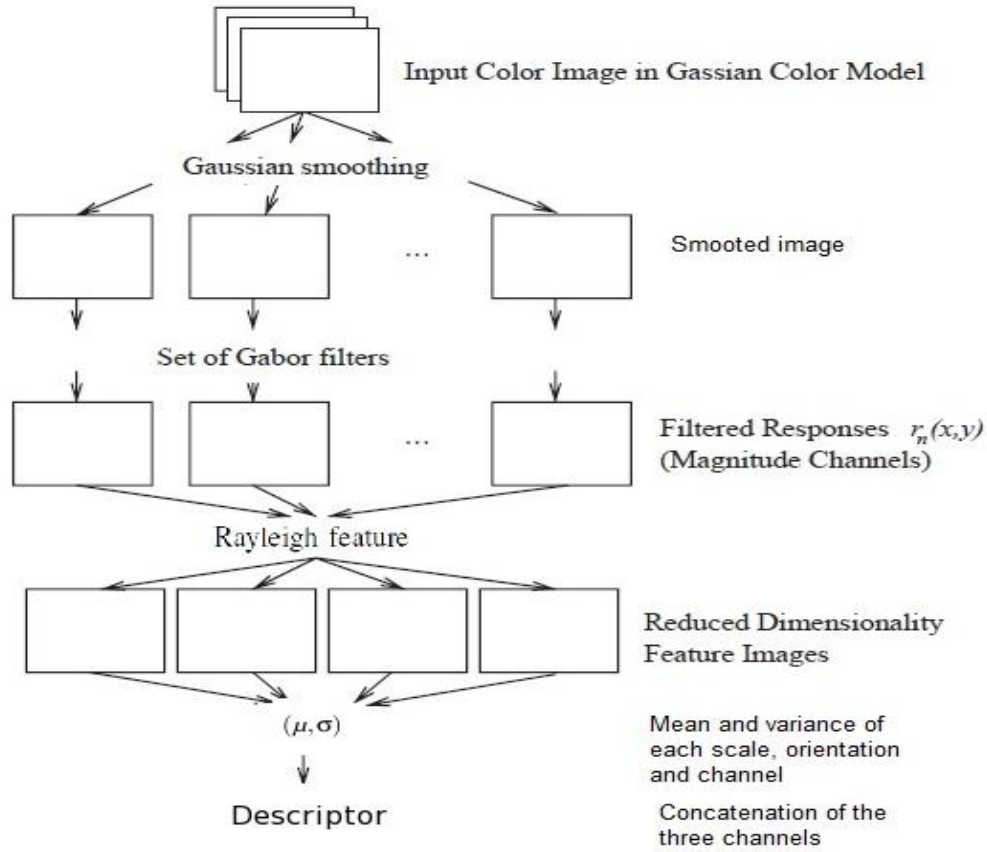 Input Color Image in Gassian Color Model
Gaussian smoothing
Smooted image
...
Set of Gabor filters
Filtered Responses rₙ(x,y)
(Magnitude Channels)
...
Rayleigh feature
Reduced Dimensionality
Feature Images
(μ,σ)
Mean and variance of
each scale, orientation
and channel
Descriptor
Concatenation of the
three channels